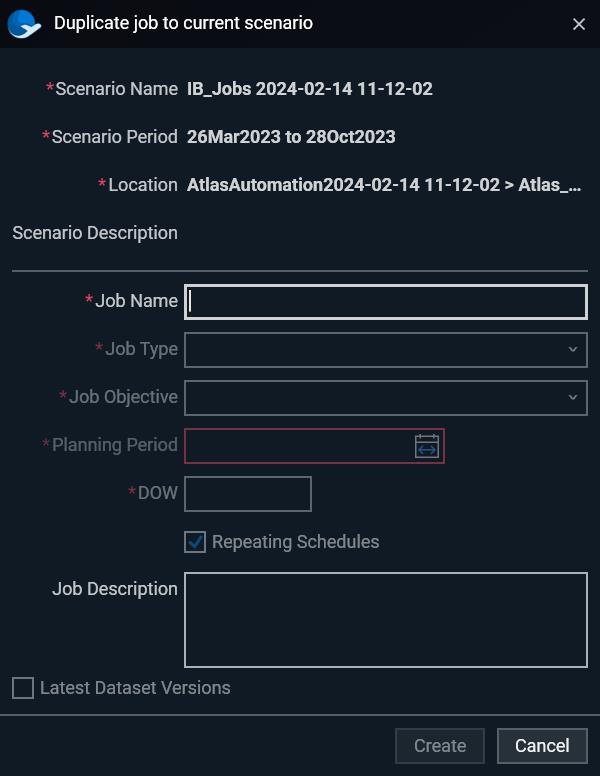 Duplicate job to current scenario
*Scenario Name IB_Jobs 2024-02-14 11-12-02
*Scenario Period 26Mar2023 to 28Oct2023
*Location AtlasAutomation2024-02-14 11-12-02 > Atlas_...
Scenario Description
*Job Name
*Job Type
*Job Objective
*Planning Period
*DOW
Repeating Schedules
Job Description
Latest Dataset Versions
Create Cancel